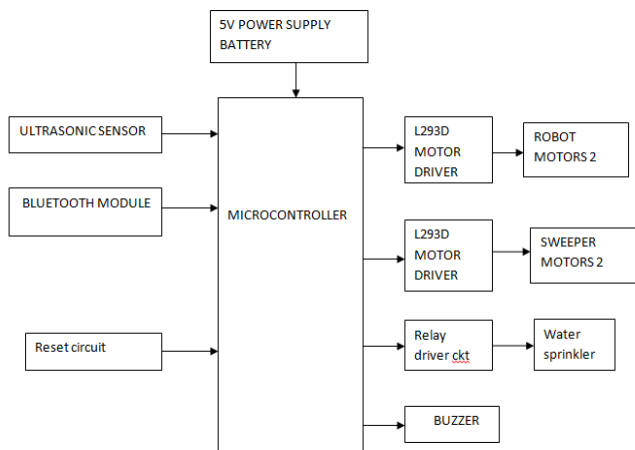 5V POWER SUPPLY
BATTERY
ULTRASONIC SENSOR
BLUETOOTH MODULE
Reset circuit
MICROCONTROLLER
L293D
MOTOR
DRIVER
ROBOT
MOTORS 2
L293D
MOTOR
DRIVER
SWEEPER
MOTORS 2
Relay
driver ckt
Water
sprinkler
BUZZER